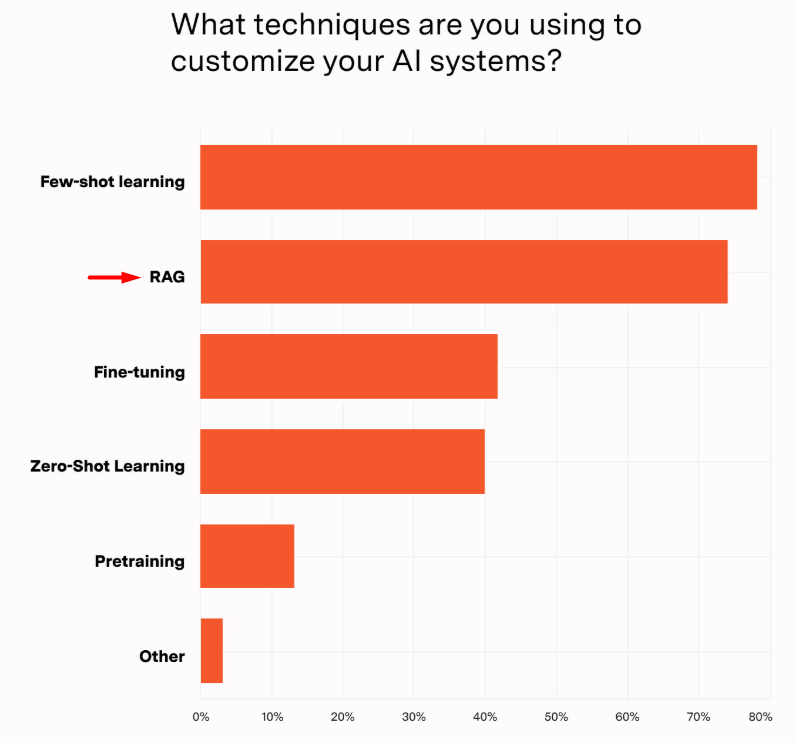 What techniques are you using to
customize your AI systems?
Few-shot learning
RAG
Fine-tuning
Zero-Shot Learning
Pretraining
Other
0% 10% 20% 30% 40% 50% 60% 70% 80%